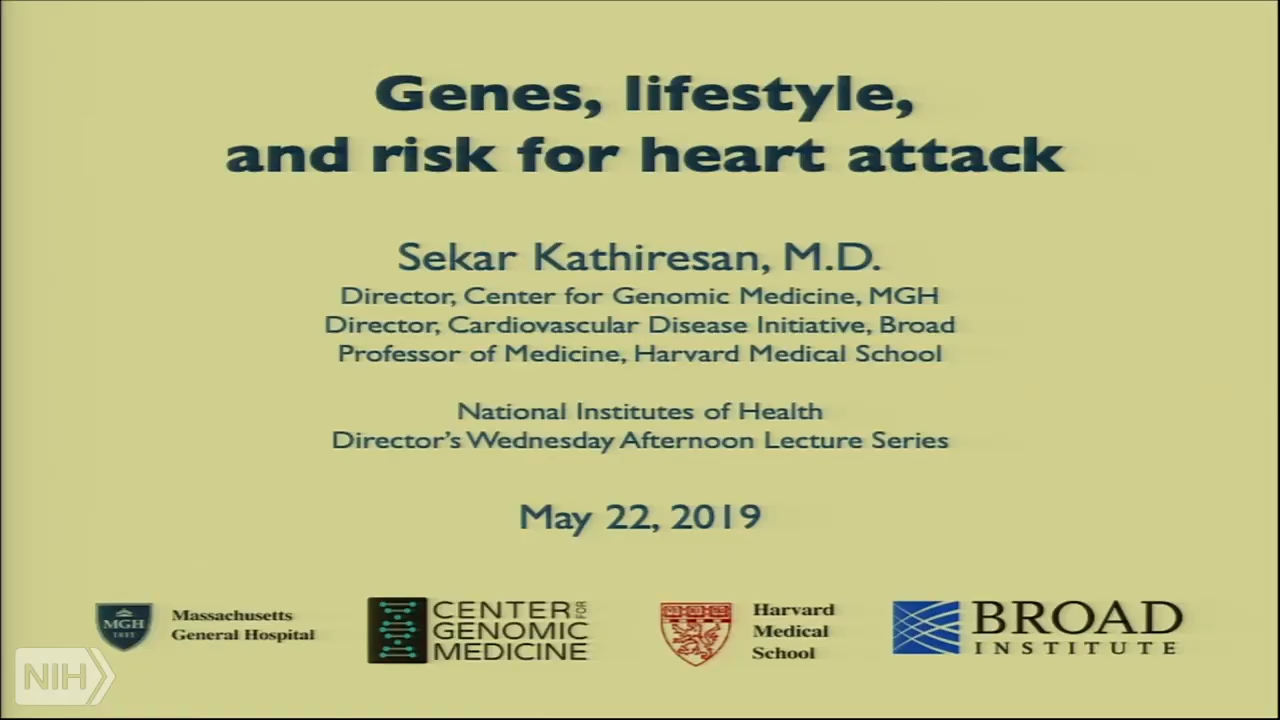 Genes, lifestyle,
and risk for heart attack
Sekar Kathiresan, M.D.
Director, Center for Genomic Medicine, MGH
Director, Cardiovascular Disease Initiative, Broad
Professor of Medicine, Harvard Medical School
National Institutes of Health
Director's Wednesday Afternoon Lecture Series
May 22, 2019
MGH
1811
Massachusetts
General Hospital
CENTER FOR
GENOMIC
MEDICINE
Harvard
Medical
School
BROAD
INSTITUTE
NIH